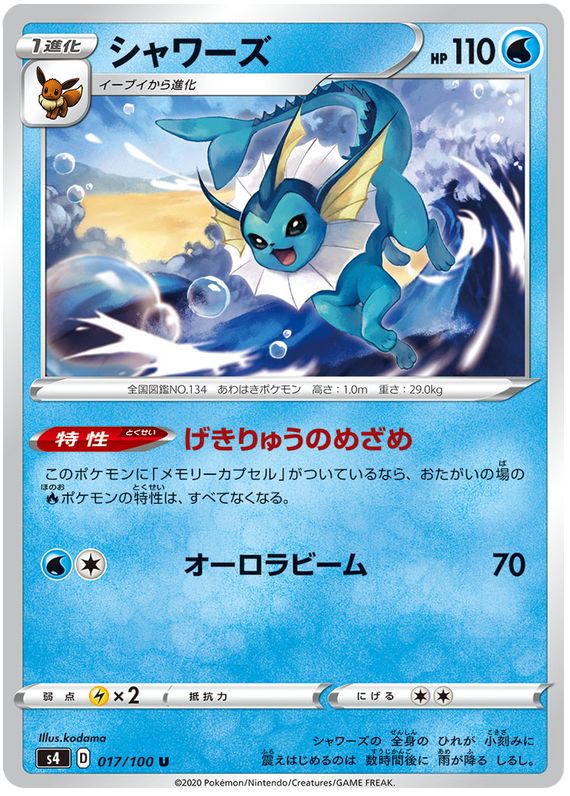 1進化 シャワーズ HP 110
イーブイから進化
全国図鑑NO.134 あわはきポケモン 高さ:1.0m 重さ:29.0kg
特性 とくせい げきりゅうのめざめ
このポケモンに「メモリーカプセル」がついているなら、おたがいの場の
ポケモンの特性は、すべてなくなる。
オーロラビーム 70
弱点 ×2 抵抗力 にげる
Illus.kodama
シャワーズの 全身の ひれが 小刻みに
震えはじめるのは 数時間後に 雨が降る しるし。
S4 D 017/100 U
©2020 Pokémon/Nintendo/Creatures/GAME FREAK.